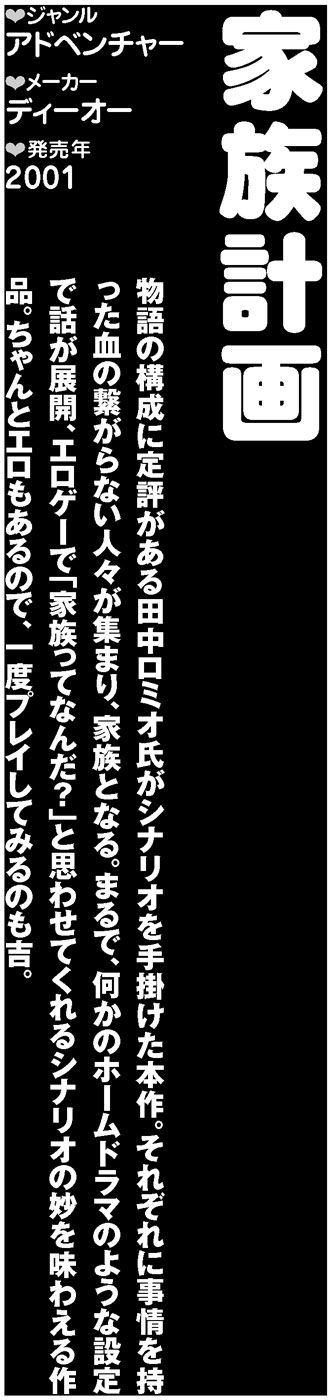 家族計画
❤ジャンル
アドベンチャー
❤メーカー
ディーオー
❤発売年
2001
物語の構成に定評がある田中ロミオ氏がシナリオを手掛けた本作。それぞれに事情を持
った血の繋がらない人々が集まり、家族となる。まるで、何かのホームドラマのような設定
で話が展開、エロゲーで「家族ってなんだ?」と思わせてくれるシナリオの妙を味わえる作
品。ちゃんとエロもあるので、一度プレイしてみるのも吉。